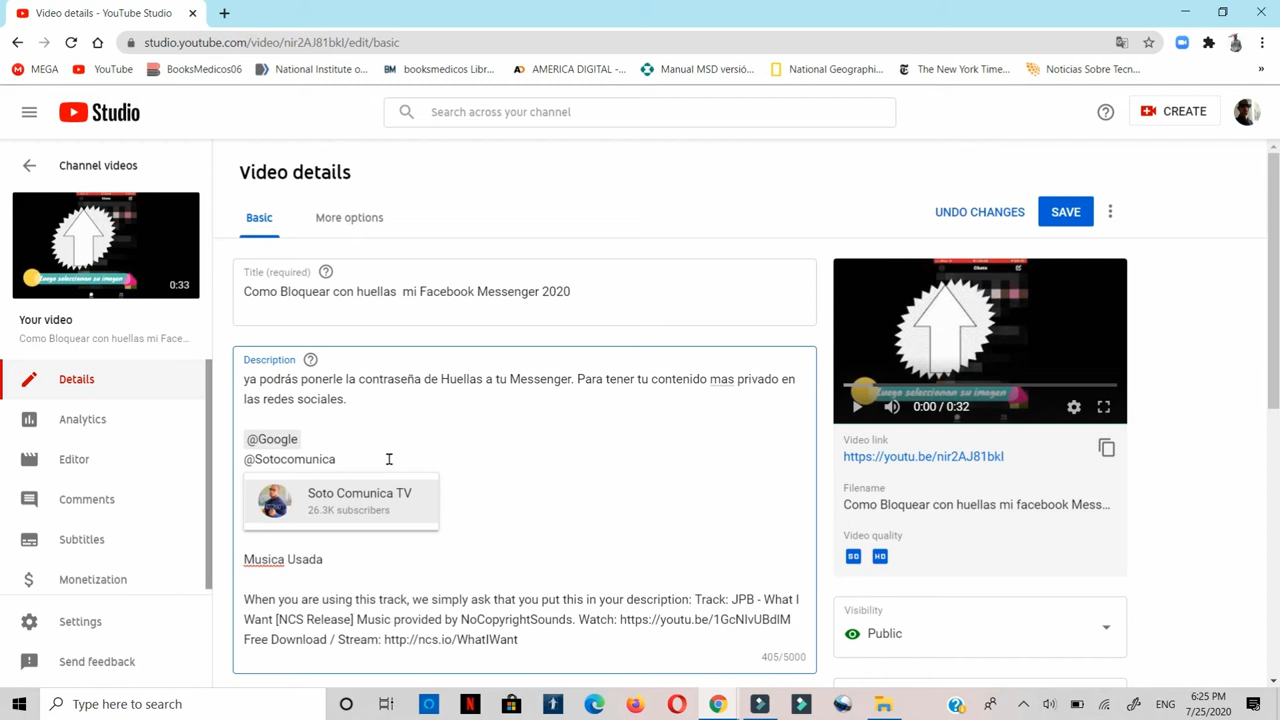 Video details - YouTube Studio
studio.youtube.com/video/nir2AJ81bkI/edit/basic
MEGA YouTube BooksMedicos06 National Institute o... booksmedicos Libr... AMERICA DIGITAL -... Manual MSD versió... National Geographi... The New York Time... Noticias Sobre Tecn... »
Studio
Search across your channel
CREATE
Channel videos
Luego seleccionan su imagen
0:33
Your video
Como Bloquear con huellas mi Face...
Details
Analytics
Editor
Comments
Subtitles
Monetization
Settings
Send feedback
Video details
Basic More options
UNDO CHANGES SAVE
Title (required)
Como Bloquear con huellas mi Facebook Messenger 2020
Description
ya podrás ponerle la contraseña de Huellas a tu Messenger. Para tener tu contenido mas privado en
las redes sociales.
@Google
@Sotocomunica
Soto Comunica TV
26.3K subscribers
Musica Usada
When you are using this track, we simply ask that you put this in your description: Track: JPB - What I
Want [NCS Release] Music provided by NoCopyrightSounds. Watch: https://youtu.be/1GcNIvUBdlM
Free Download / Stream: http://ncs.io/WhatIWant
405/5000
Chats
0:00 / 0:32
Video link
https://youtu.be/nir2AJ81bkI
Filename
Como Bloquear con huellas mi facebook Mess...
Video quality
SD HD
Visibility
Public
Type here to search
ENG
6:25 PM
7/25/2020